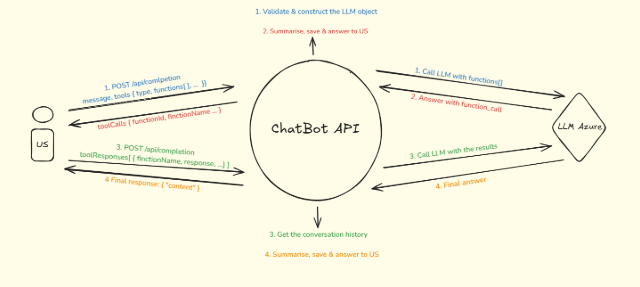 1. Validate & construct the LLM object
2. Summarise, save & answer to US
1. POST /api/comlpetion
message, tools { type, functions[ ], ... }}
toolCalls { functionId, finctionName ... }
US
3. POST /api/completion
toolResponses[ { finctionName, response, ...} ]
4 Final response: { "content" }
ChatBot API
1. Call LLM with functions[]
2. Answer with function_call
LLM Azure
3. Call LLM with the results
4. Final answer
3. Get the conversation history
4. Summarise, save & answer to US